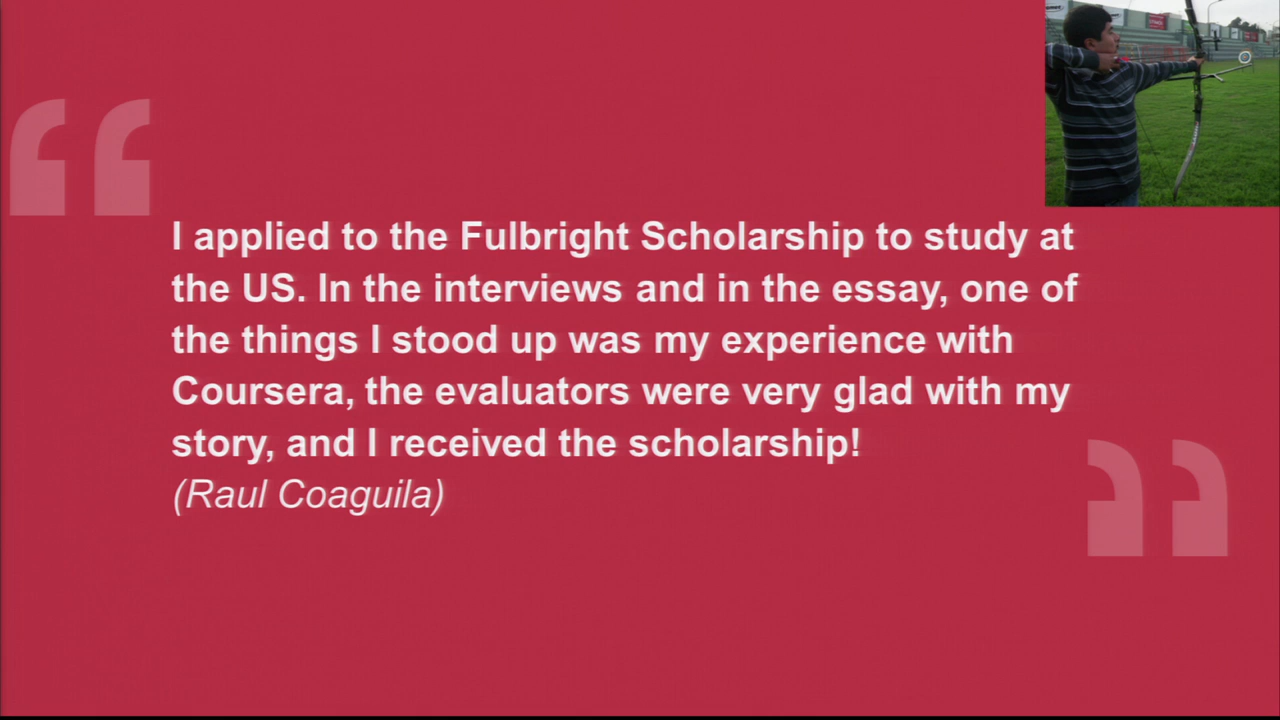 I applied to the Fulbright Scholarship to study at
the US. In the interviews and in the essay, one of
the things I stood up was my experience with
Coursera, the evaluators were very glad with my
story, and I received the scholarship!
(Raul Coaguila)